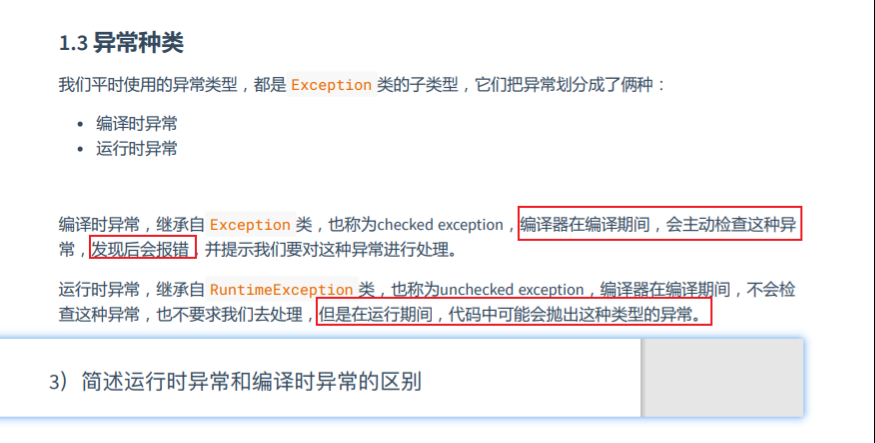 1.3 异常种类
我们平时使用的异常类型，都是 Exception 类的子类型，它们把异常划分成了俩种：
• 编译时异常
• 运行时异常
编译时异常，继承自 Exception 类，也称为checked exception，编译器在编译期间，会主动检查这种异
常，发现后会报错，并提示我们要对这种异常进行处理。
运行时异常，继承自 RuntimeException 类，也称为unchecked exception，编译器在编译期间，不会检
查这种异常，也不要求我们去处理，但是在运行期间，代码中可能会抛出这种类型的异常。
3）简述运行时异常和编译时异常的区别